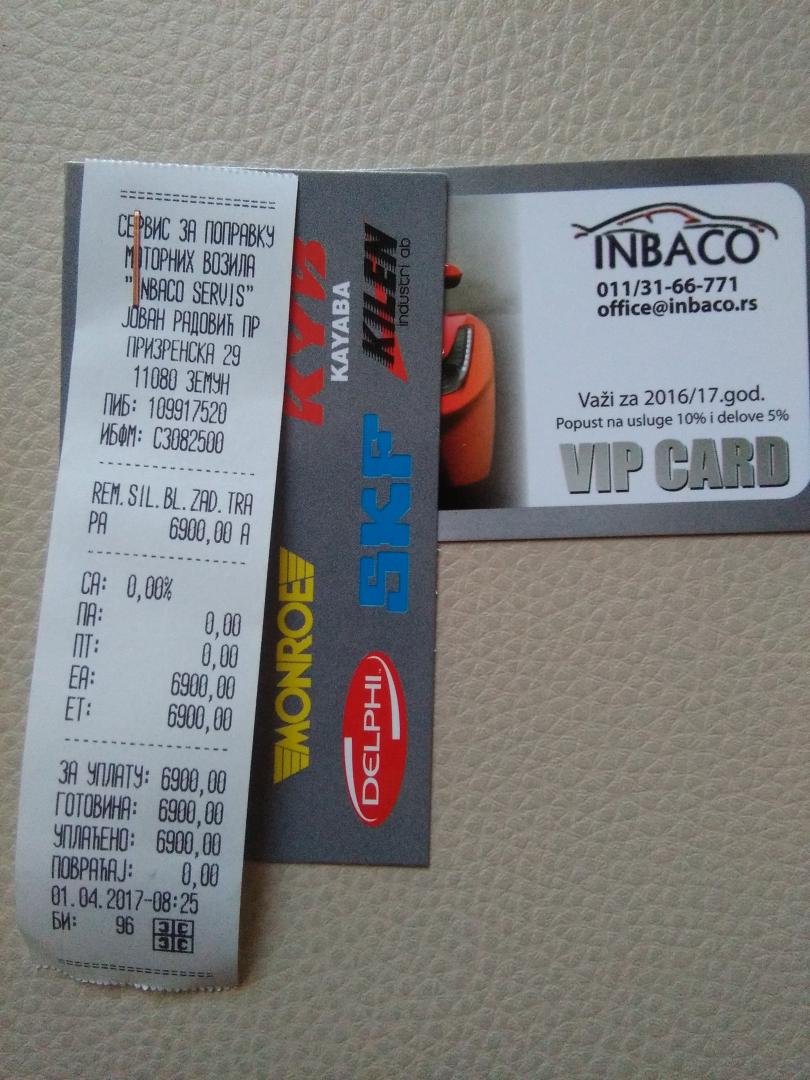 СЕРВИС ЗА ПОПРАВКУ
МОТОРНИХ ВОЗИЛА
"INBACO SERVIS"
ЈОВАН РАДОВИЋ ПР
ПРИЗРЕНСКА 29
11080 ЗЕМУН
ПИБ: 109917520
ИБФМ: СЗ082500
REM.SIL.BL.ZAD.TRA
PA 6900,00 А
СА: 0,00%
ПА: 0,00
ПТ: 0,00
ЕА: 6900,00
ЕТ: 6900,00
ЗА УПЛАТУ: 6900,00
ГОТОВИНА: 6900,00
УПЛАЋЕНО: 6900,00
ПОВРАЋАЈ: 0,00
01.04.2017-08:25
БИ: 96
KYB
KAYABA
KILEN
industri ab
SKF
MONROE
DELPHI
INBACO
011/31-66-771
office@inbaco.rs
Važi za 2016/17.god.
Popust na usluge 10% i delove 5%
VIP CARD